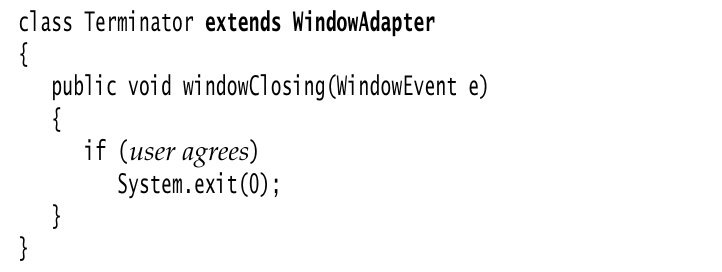 class Terminator extends WindowAdapter
{
public void windowClosing(WindowEvent e)
{
if (user agrees)
System.exit(0);
}
}